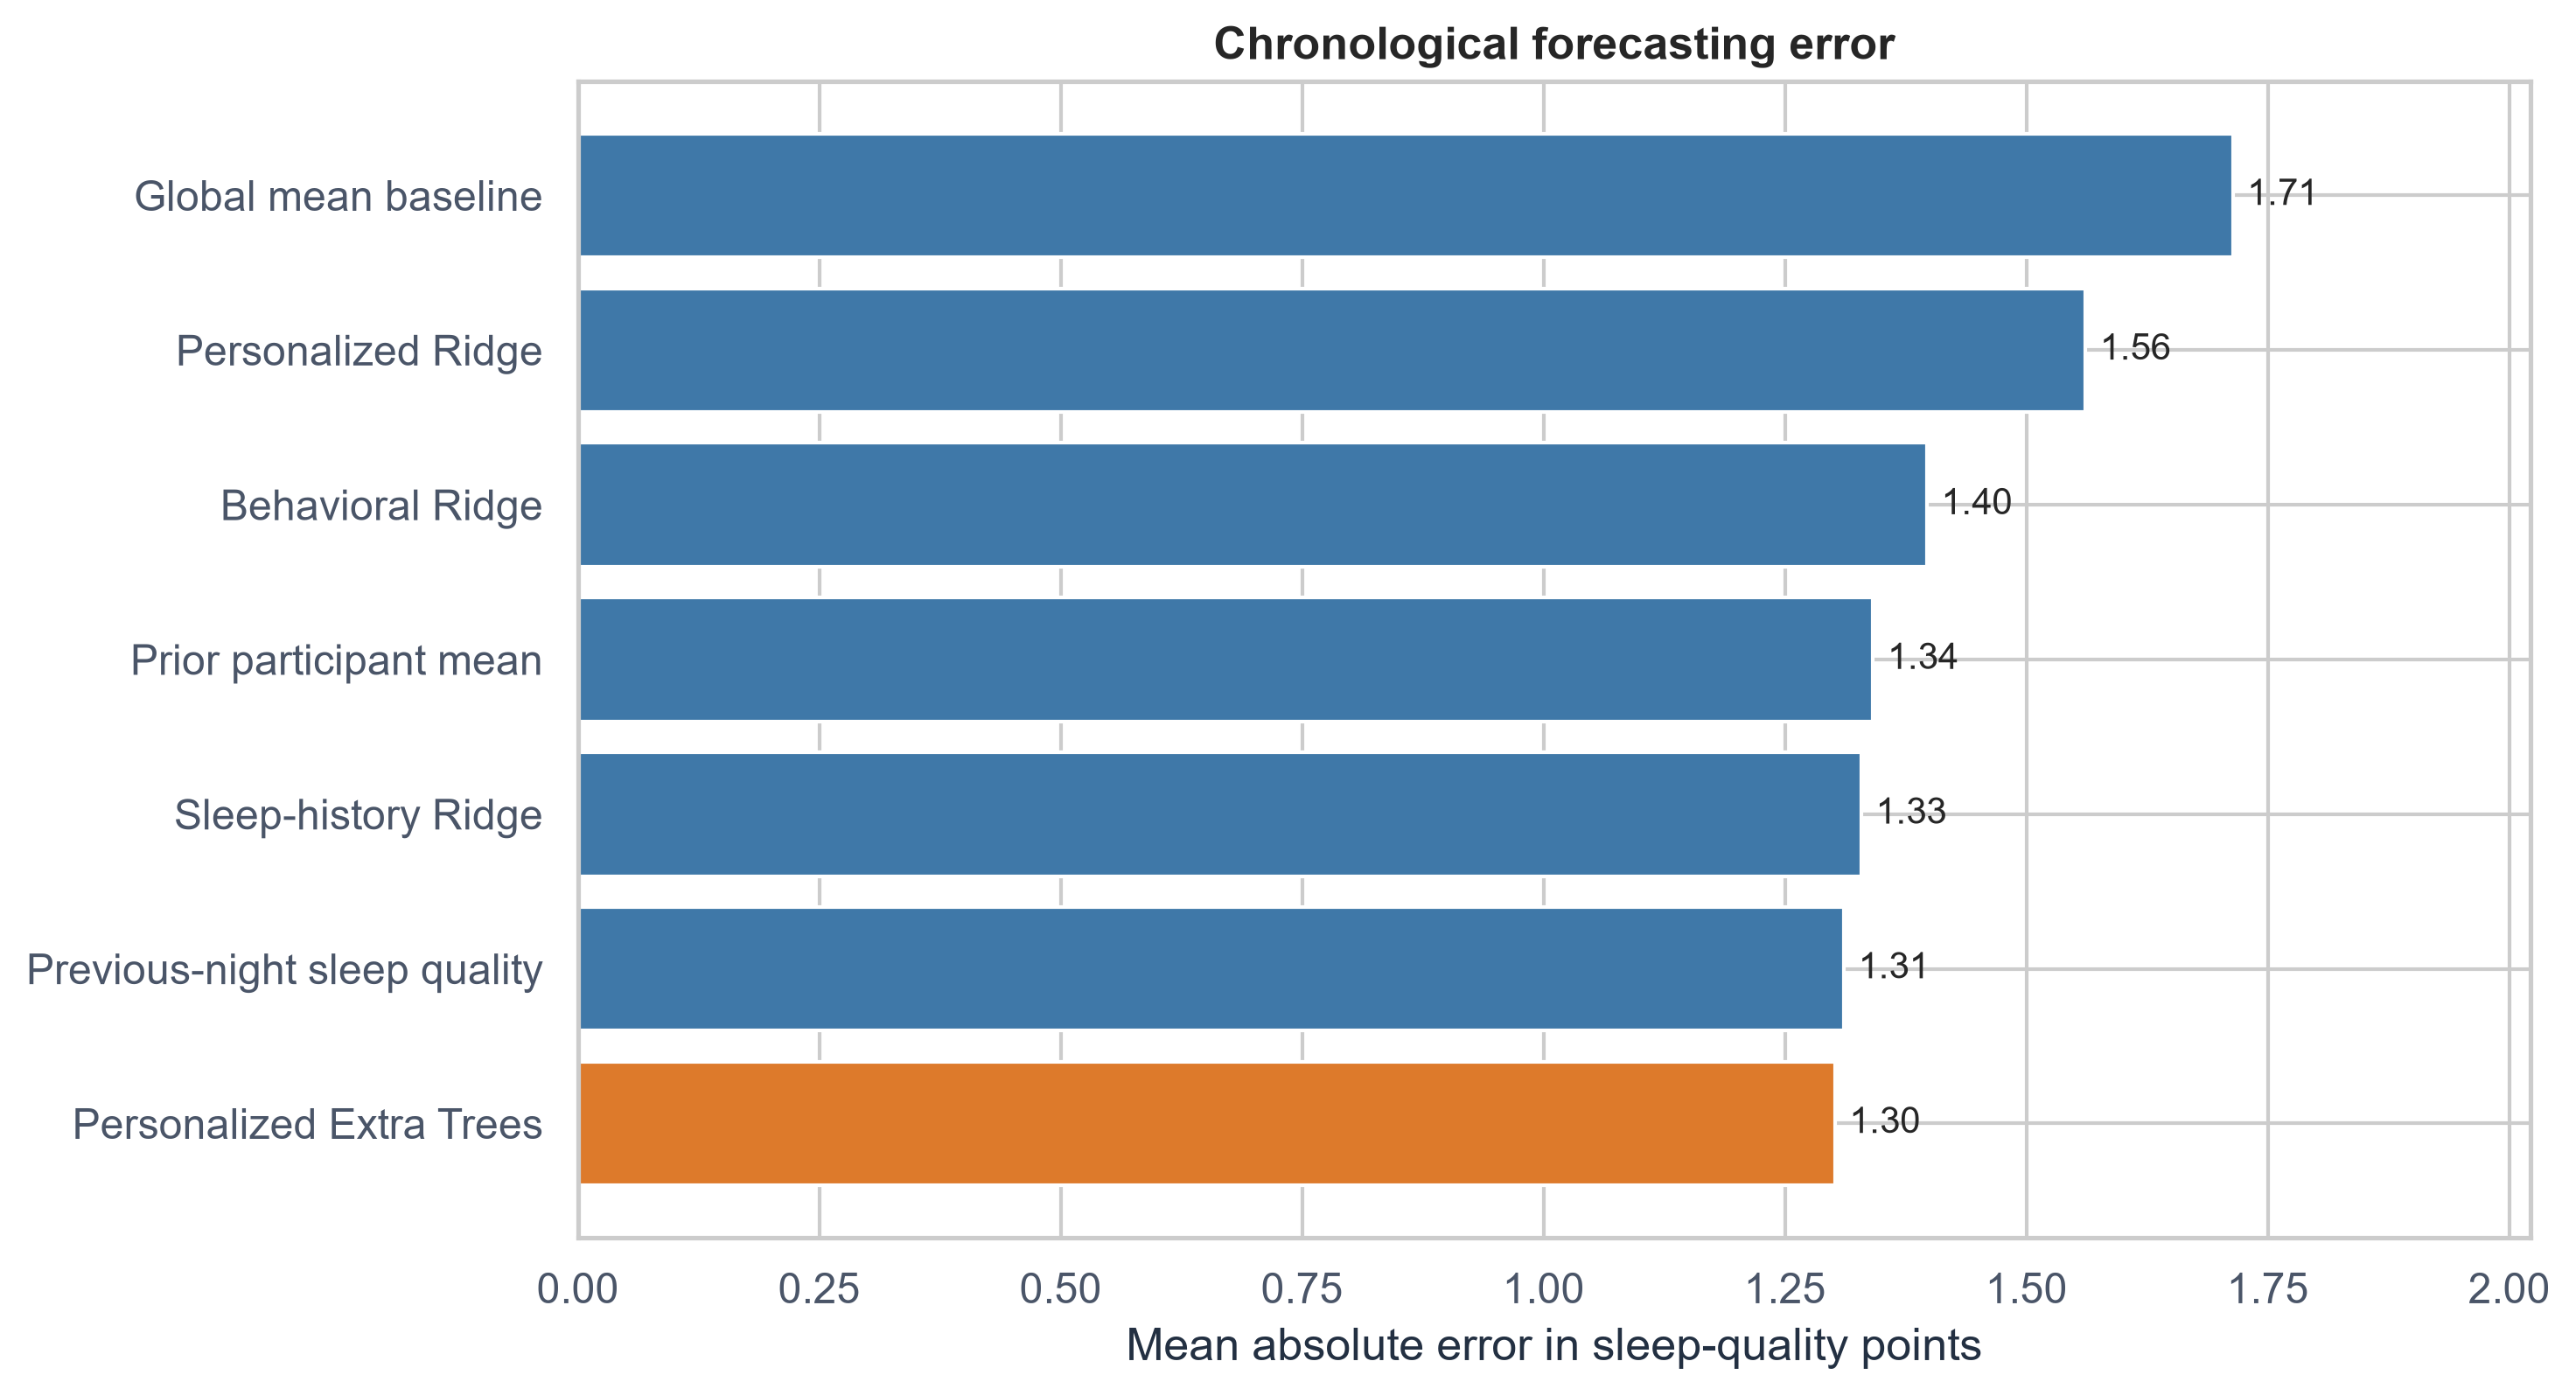 Chronological forecasting error
Global mean baseline 1.71
Personalized Ridge 1.56
Behavioral Ridge 1.40
Prior participant mean 1.34
Sleep-history Ridge 1.33
Previous-night sleep quality 1.31
Personalized Extra Trees 1.30
0.00 0.25 0.50 0.75 1.00 1.25 1.50 1.75 2.00
Mean absolute error in sleep-quality points